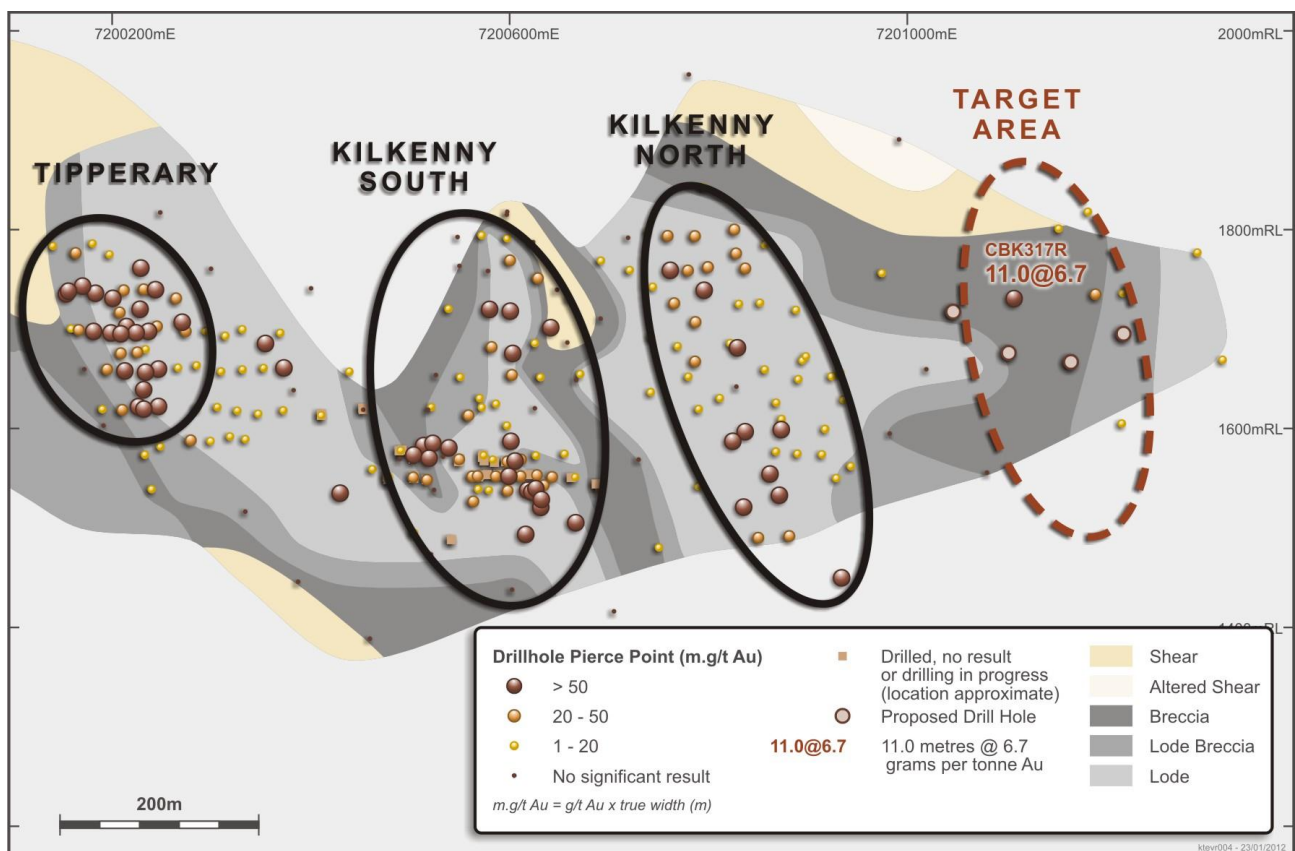 7200200mE
7200600mE
7201000mE
2000mRL
TARGET
AREA
KILKENNY
NORTH
KILKENNY
SOUTH
TIPPERARY
1800mRL
CBK317R
11.0@6.7
1600mRL
1400mRL
Drillhole Pierce Point (m.g/t Au)
> 50
20 - 50
1 - 20
No significant result
m.g/t Au = g/t Au x true width (m)
Drilled, no result
or drilling in progress
(location approximate)
Proposed Drill Hole
11.0@6.7 11.0 metres @ 6.7
grams per tonne Au
Shear
Altered Shear
Breccia
Lode Breccia
Lode
200m
ktevr004 - 23/01/2012